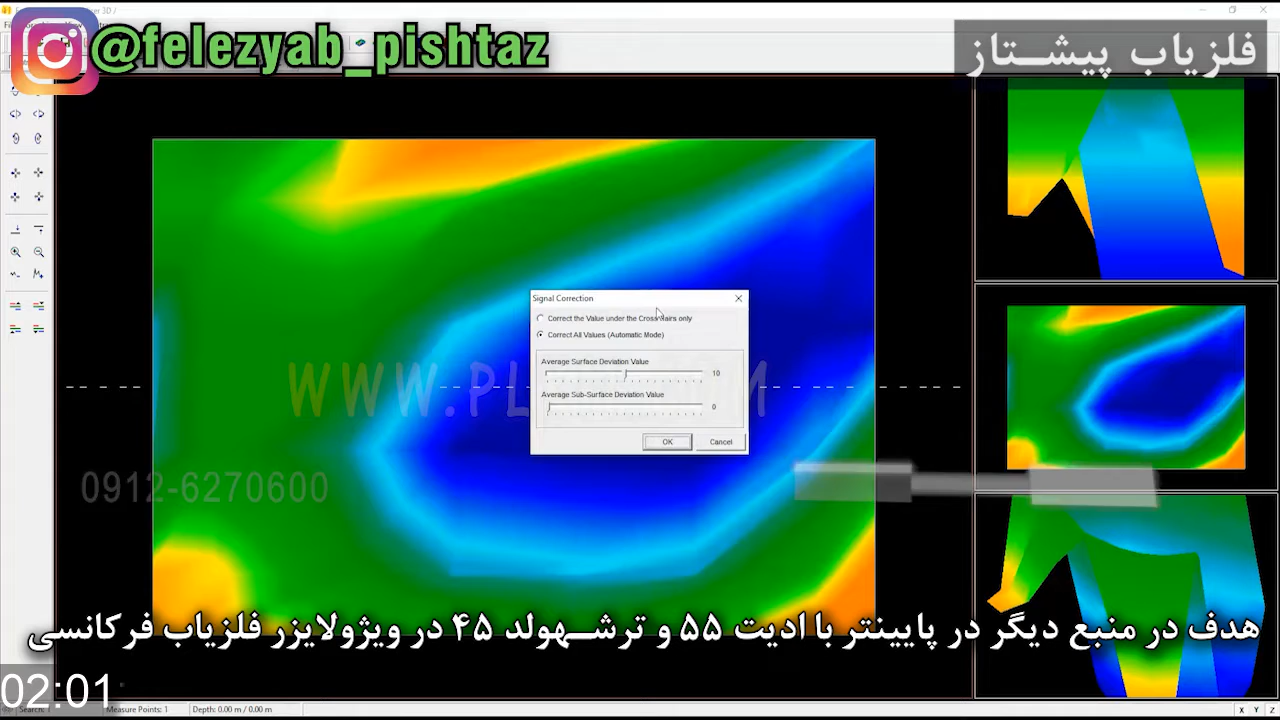 @felezyab_pishtaz
فلزیاب پیشتاز
Signal Correction
Correct the Value under the Cross hairs only
Correct All Values (Automatic Mode)
Average Surface Deviation Value
10
Average Sub-Surface Deviation Value
0
OK
Cancel
0912-6270600
هدف در منبع دیگر در پایینتر با ادیت ۵۵ و ترشهولد ۴۵ در ویژولایزر فلزیاب فرکانسی
02:01
Measure Points: 1
Depth: 0.00 m / 0.00 m
X Y Z